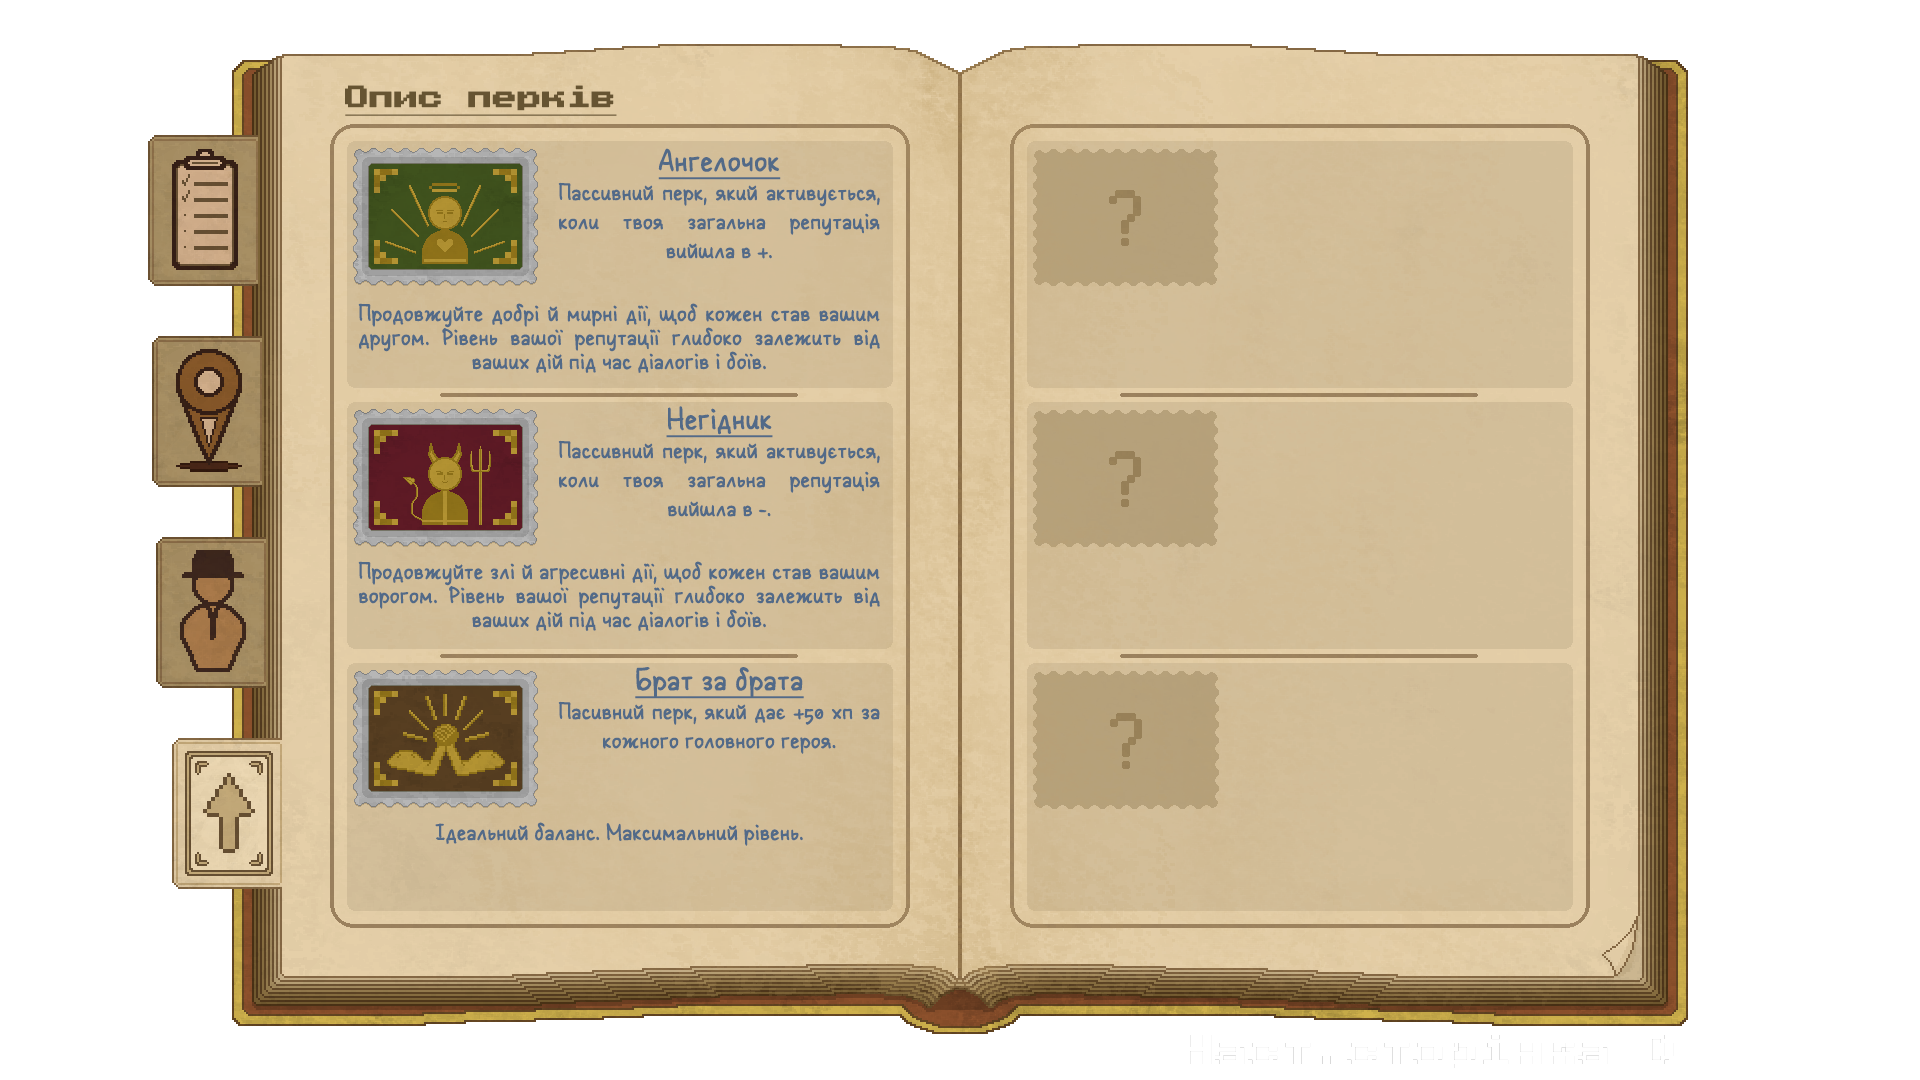 Опис перків
Ангелочок
Пассивний перк, який активується,
коли твоя загальна репутація
вийшла в +.
Продовжуйте добрі й мирні дії, щоб кожен став вашим
другом. Рівень вашої репутації глибоко залежить від
ваших дій під час діалогів і боїв.
Негідник
Пассивний перк, який активується,
коли твоя загальна репутація
вийшла в -.
Продовжуйте злі й агресивні дії, щоб кожен став вашим
ворогом. Рівень вашої репутації глибоко залежить від
ваших дій під час діалогів і боїв.
Брат за брата
Пасивний перк, який дає +50 хп за
кожного головного героя.
Ідеальний баланс. Максимальний рівень.
?
?
?
Наст.сторінка